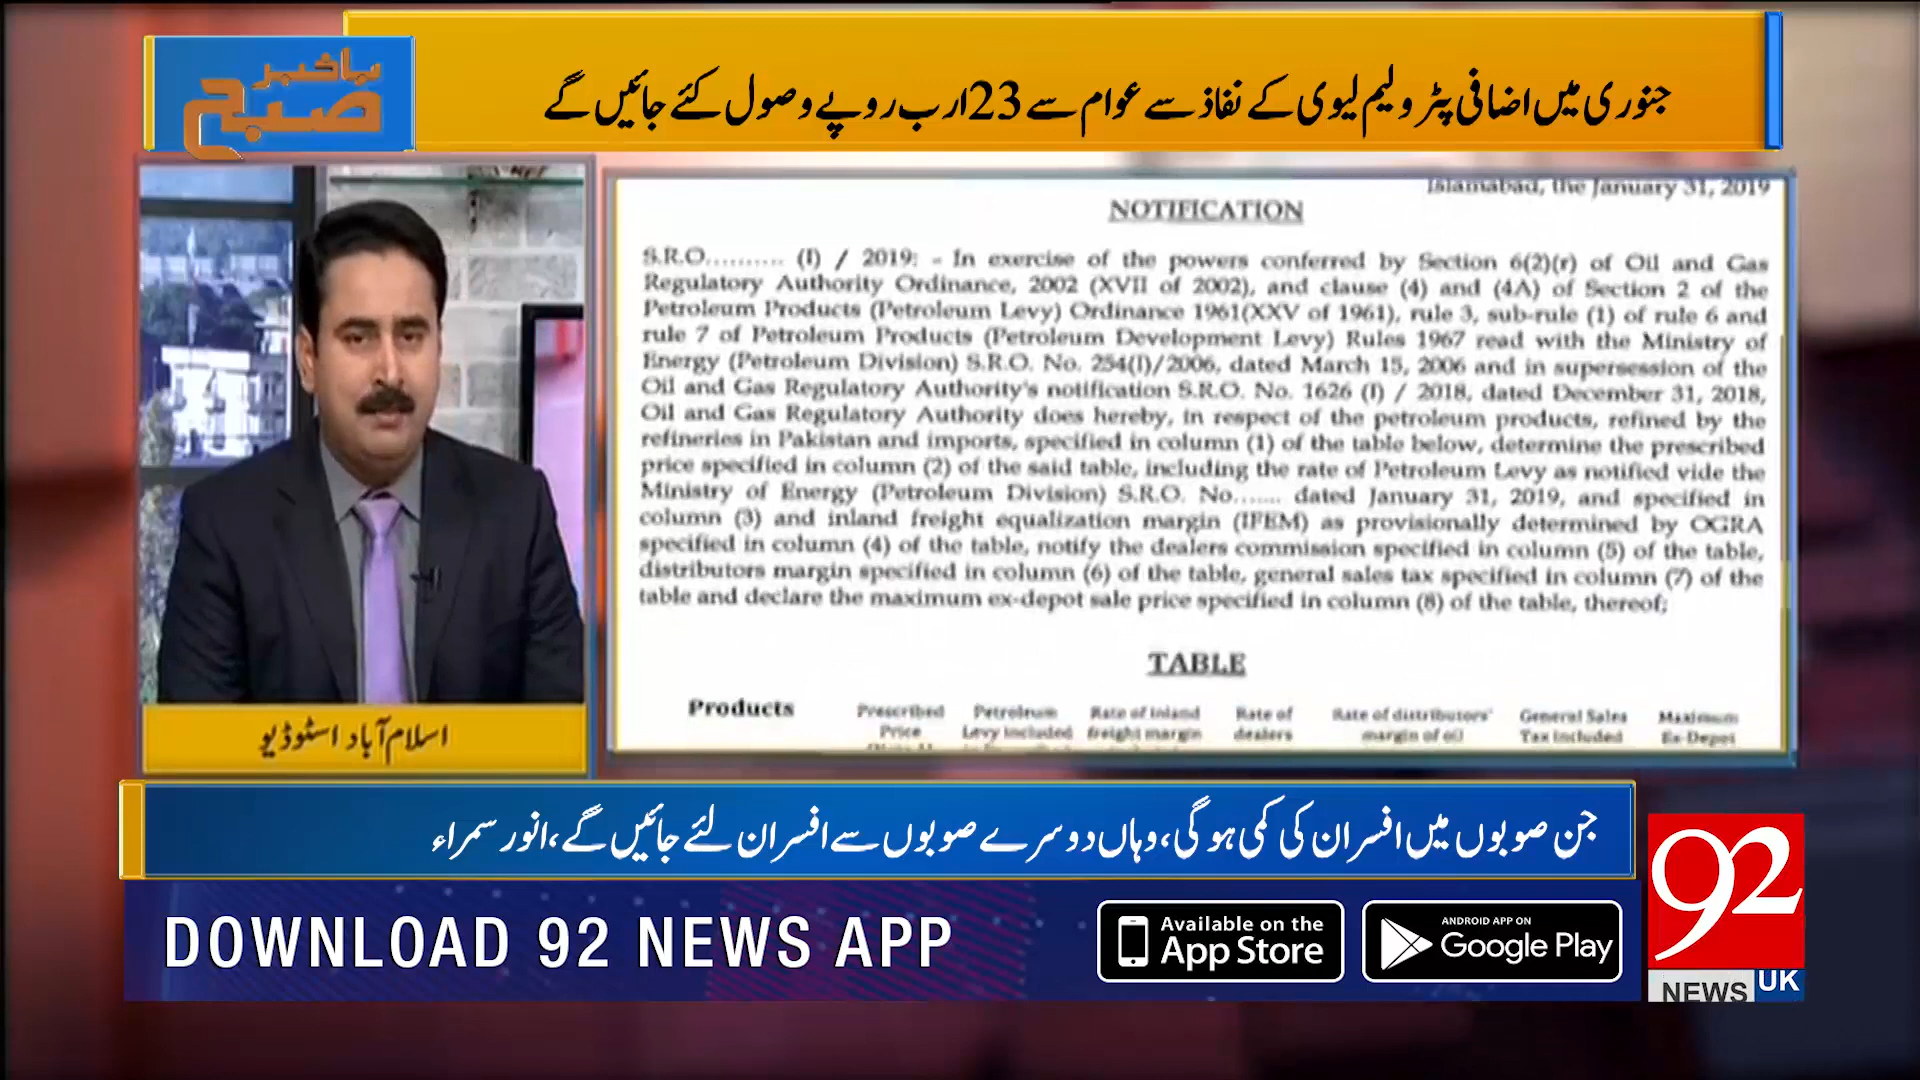 جنوری میں اضافی پٹرولیم لیوی کے نفاذ سے عوام سے 23 ارب روپے وصول کئے جائیں گے
باخبر
صبح
Islamabad, the January 31, 2019
NOTIFICATION
S.R.O.......... (I) / 2019: - In exercise of the powers conferred by Section 6(2)(r) of Oil and Gas
Regulatory Authority Ordinance, 2002 (XVII of 2002), and clause (4) and (4A) of Section 2 of the
Petroleum Products (Petroleum Levy) Ordinance 1961(XXV of 1961), rule 3, sub-rule (1) of rule 6 and
rule 7 of Petroleum Products (Petroleum Development Levy) Rules 1967 read with the Ministry of
Energy (Petroleum Division) S.R.O. No. 254(I)/2006, dated March 15, 2006 and in supersession of the
Oil and Gas Regulatory Authority's notification S.R.O. No. 1626 (I) / 2018, dated December 31, 2018,
Oil and Gas Regulatory Authority does hereby, in respect of the petroleum products, refined by the
refineries in Pakistan and imports, specified in column (1) of the table below, determine the prescribed
price specified in column (2) of the said table, including the rate of Petroleum Levy as notified vide the
Ministry of Energy (Petroleum Division) S.R.O. No....... dated January 31, 2019, and specified in
column (3) and inland freight equalization margin (IFEM) as provisionally determined by OGRA
specified in column (4) of the table, notify the dealers commission specified in column (5) of the table,
distributors margin specified in column (6) of the table, general sales tax specified in column (7) of the
table and declare the maximum ex-depot sale price specified in column (8) of the table, thereof;
TABLE
Products Prescribed Petroleum Rate of inland Rate of Rate of distributors' General Sales Maximum
Price Levy included freight margin dealers margin of oil Tax included Ex-Depot
اسلام آباد اسٹوڈیو
جن صوبوں میں افسران کی کمی ہوگی، وہاں دوسرے صوبوں سے افسران لئے جائیں گے، انور سمراء
DOWNLOAD 92 NEWS APP
Available on the
App Store
ANDROID APP ON
Google Play
92
NEWS UK